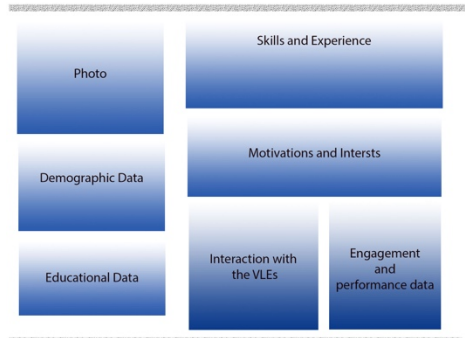 Photo
Demographic Data
Educational Data
Skills and Experience
Motivations and Intersts
Interaction with
the VLEs
Engagement
and
performance data